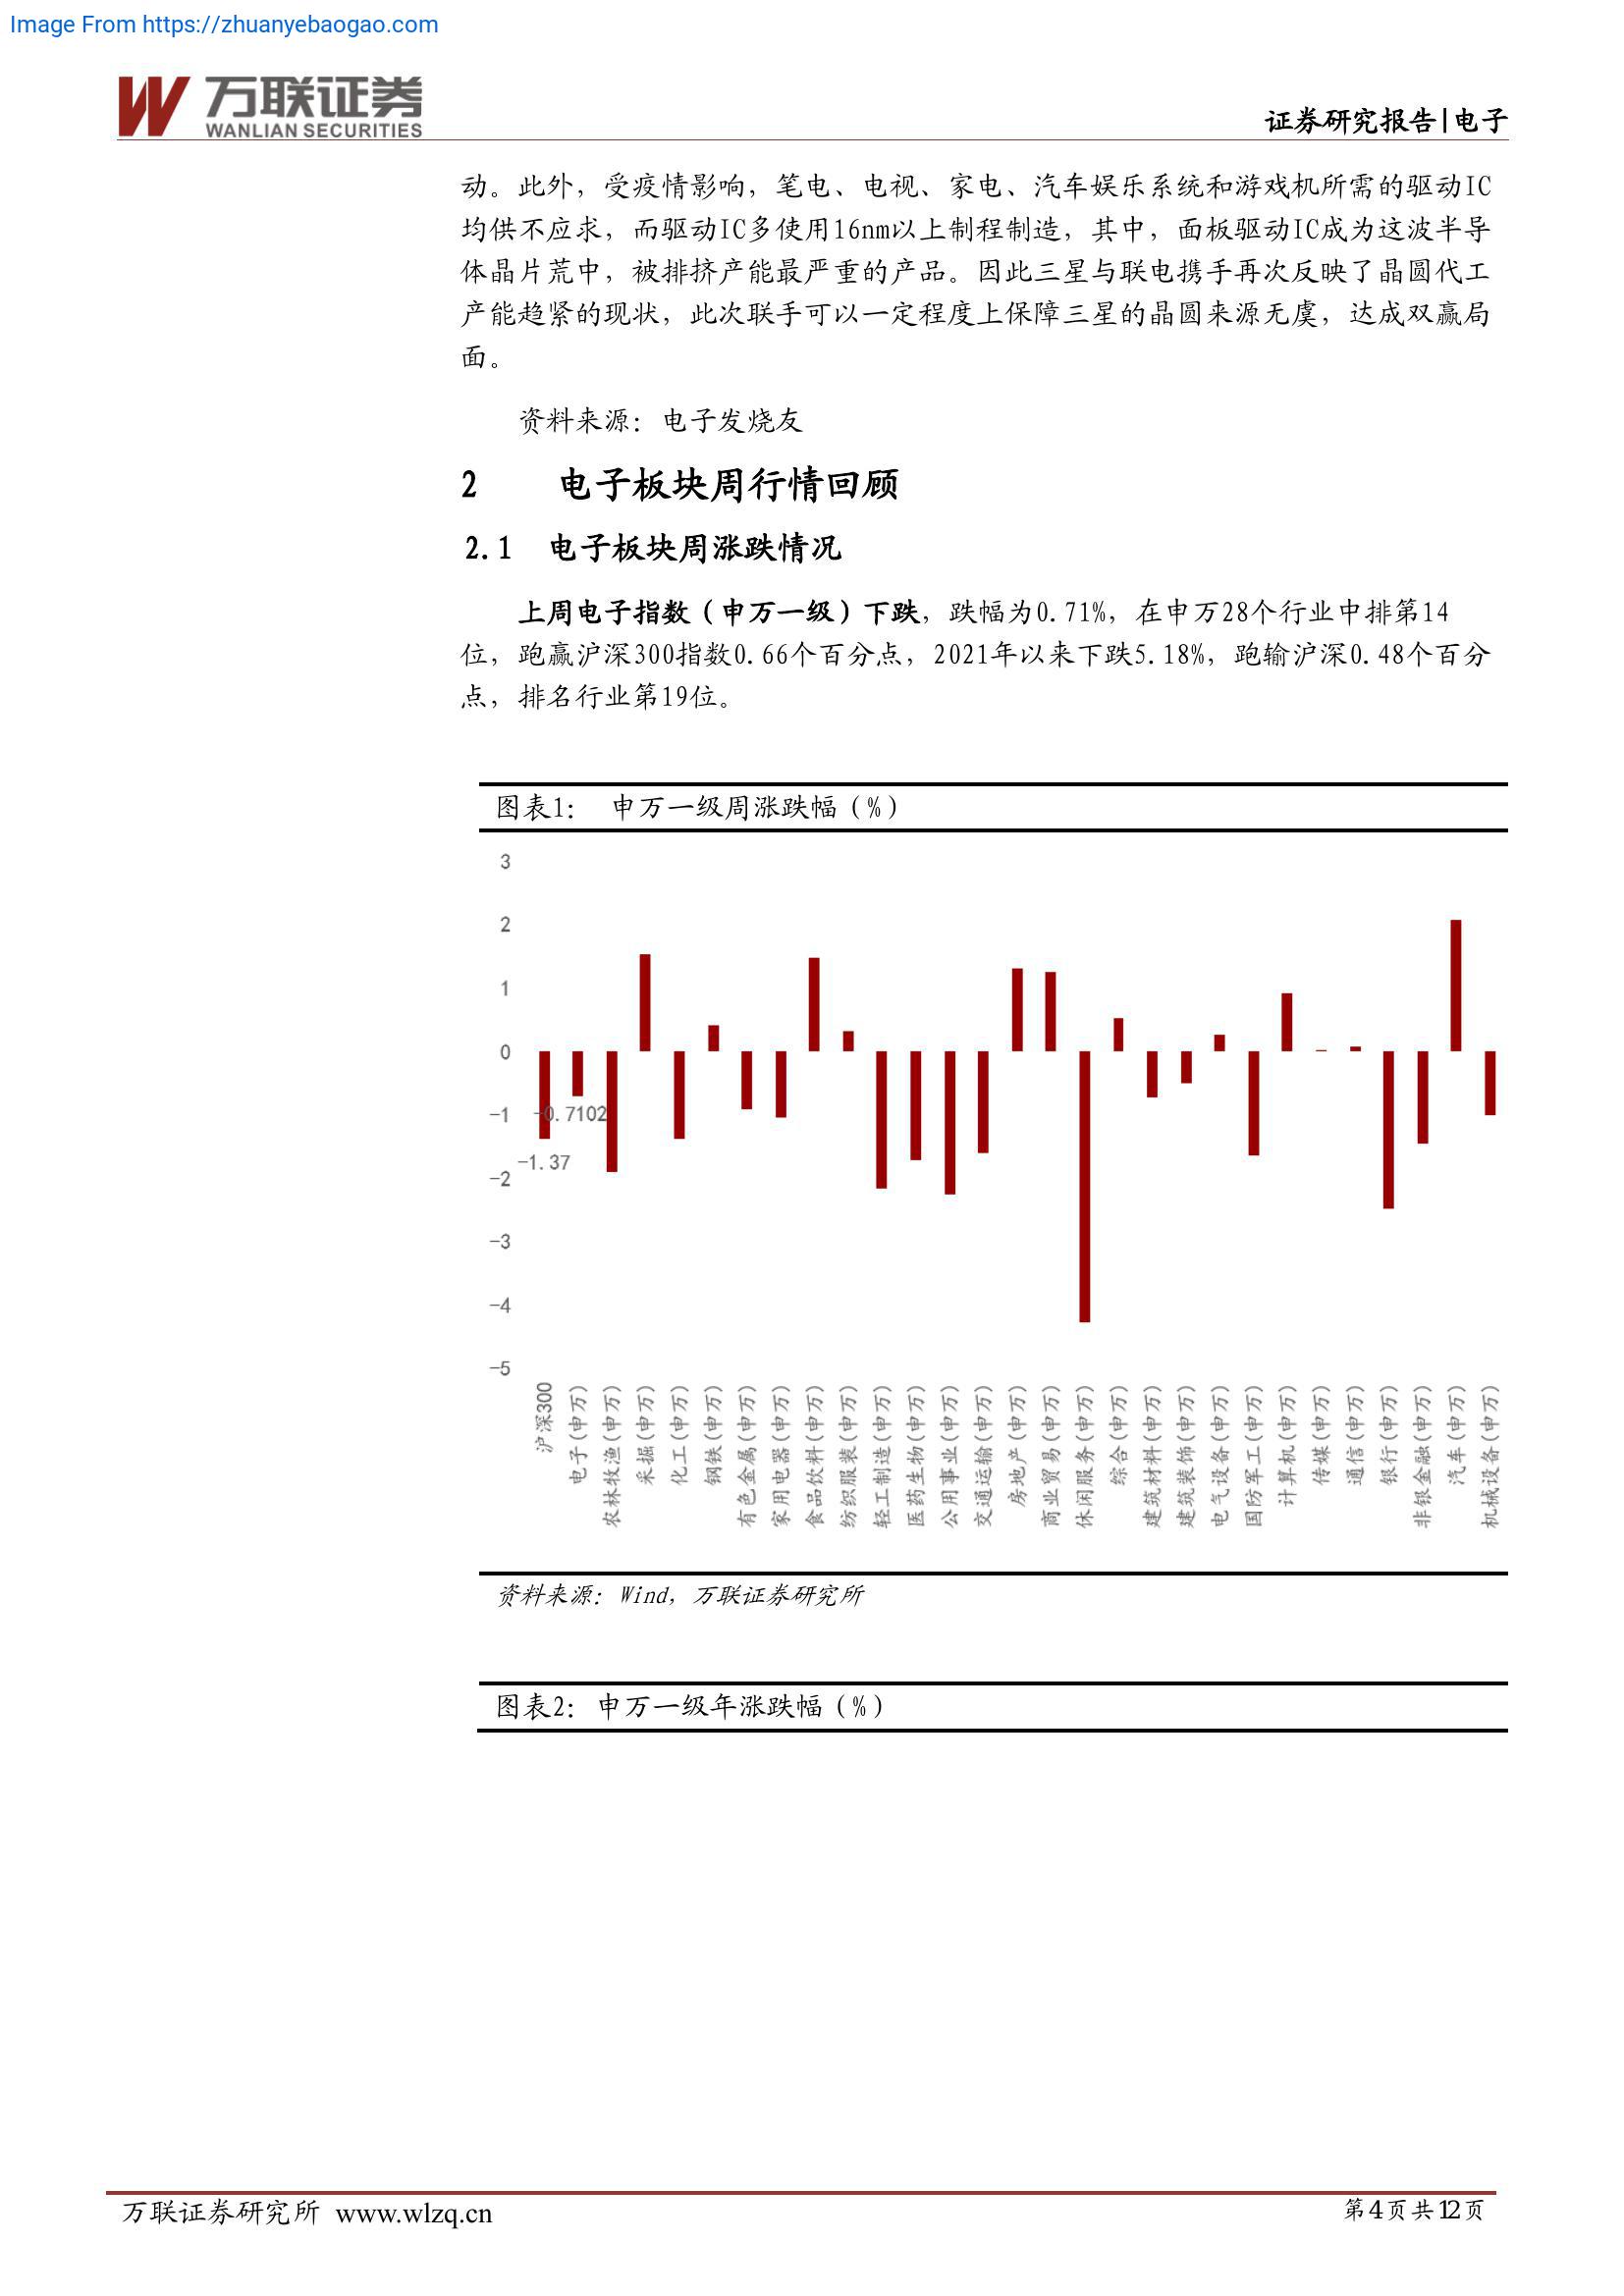 Image From https://zhuanyebaogao.com
万联证券
WANLIAN SECURITIES
证券研究报告|电子
动。此外，受疫情影响，笔电、电视、家电、汽车娱乐系统和游戏机所需的驱动IC
均供不应求，而驱动IC多使用16nm以上制程制造，其中，面板驱动IC成为这波半导
体晶片荒中，被排挤产能最严重的产品。因此三星与联电携手再次反映了晶圆代工
产能趋紧的现状，此次联手可以一定程度上保障三星的晶圆来源无虞，达成双赢局
面。
资料来源：电子发烧友
2 电子板块周行情回顾
2.1 电子板块周涨跌情况
上周电子指数（申万一级）下跌，跌幅为0.71%，在申万28个行业中排第14
位，跑赢沪深300指数0.66个百分点，2021年以来下跌5.18%，跑输沪深0.48个百分
点，排名行业第19位。
图表1： 申万一级周涨跌幅（%）
3
2
1
0
-1
-2
-3
-4
-5
-0.7102
-1.37
沪深300
电子(申万)
农林牧渔(申万)
采掘(申万)
化工(申万)
钢铁(申万)
有色金属(申万)
家用电器(申万)
食品饮料(申万)
纺织服装(申万)
轻工制造(申万)
医药生物(申万)
公用事业(申万)
交通运输(申万)
房地产(申万)
商业贸易(申万)
休闲服务(申万)
综合(申万)
建筑材料(申万)
建筑装饰(申万)
电气设备(申万)
国防军工(申万)
计算机(申万)
传媒(申万)
通信(申万)
银行(申万)
非银金融(申万)
汽车(申万)
机械设备(申万)
资料来源：Wind，万联证券研究所
图表2：申万一级年涨跌幅（%）
万联证券研究所 www.wlzq.cn
第4页共12页